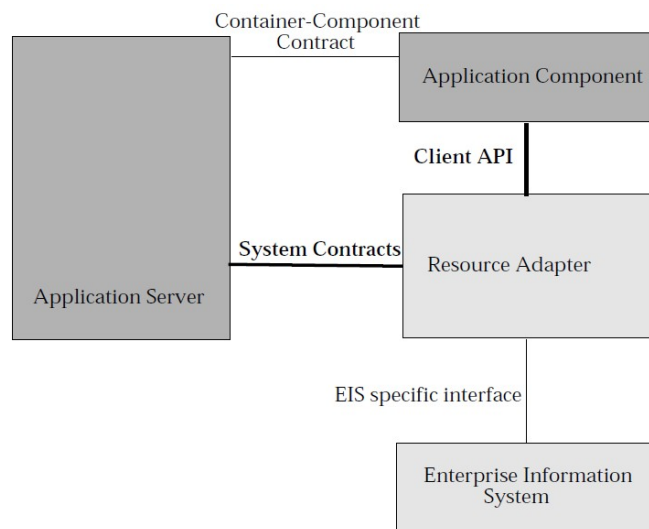 Container-Component
Contract
Application Component
Client API
System Contracts
Resource Adapter
Application Server
EIS specific interface
Enterprise Information
System